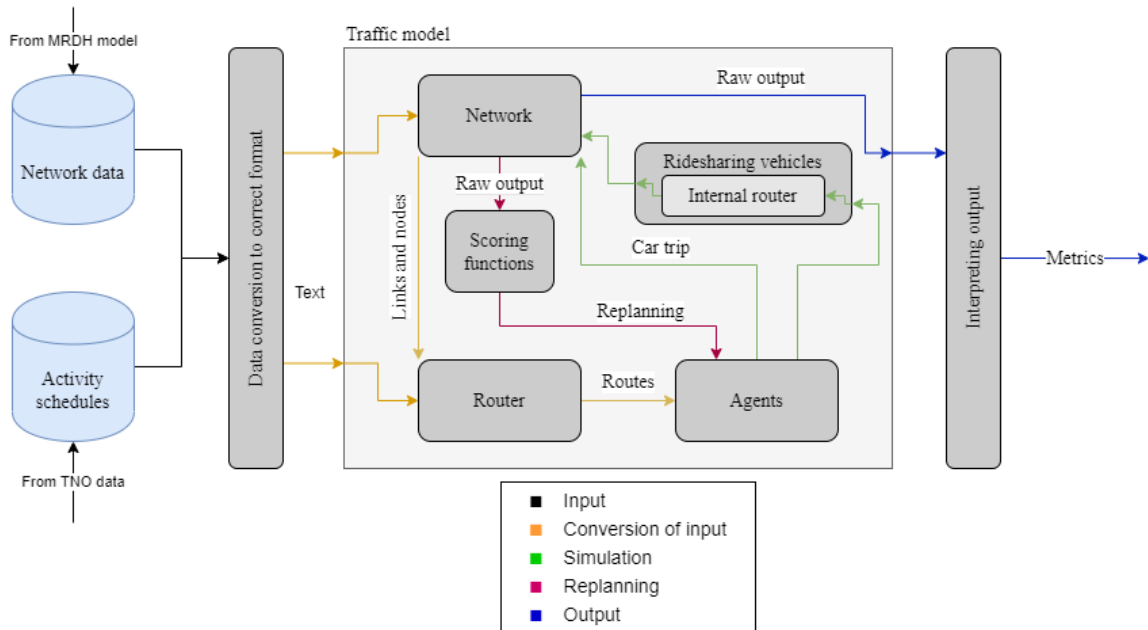 From MRDH model
Network data
Activity
schedules
From TNO data
Data conversion to correct format
Text
Traffic model
Network
Raw output
Raw output
Links and nodes
Scoring
functions
Ridesharing vehicles
Internal router
Car trip
Replanning
Router
Routes
Agents
Interpreting output
Metrics
Input
Conversion of input
Simulation
Replanning
Output